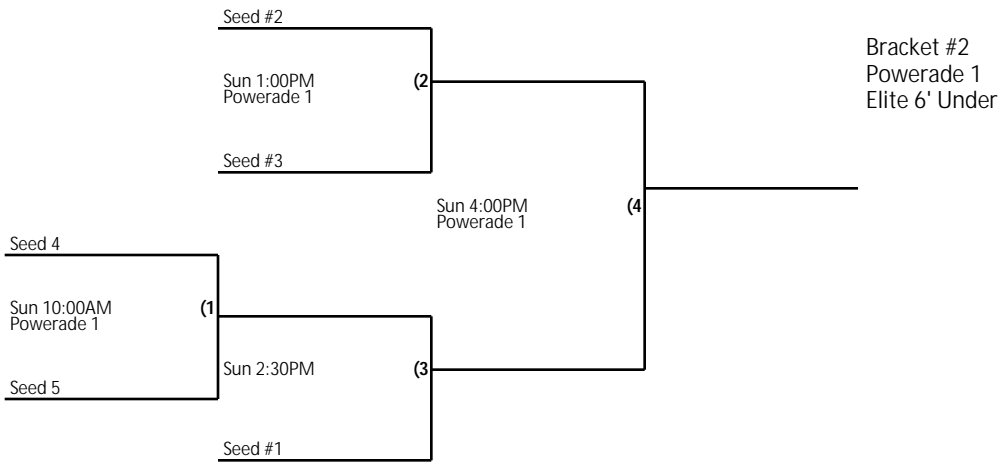 Seed #2
Bracket #2
Powerade 1
Elite 6' Under
Sun 1:00PM
(2
Powerade 1
Seed #3
Sun 4:00PM
(4
Powerade 1
Seed 4
Sun 10:00AM
(1
Powerade 1
Sun 2:30PM
(3
Seed 5
Seed #1